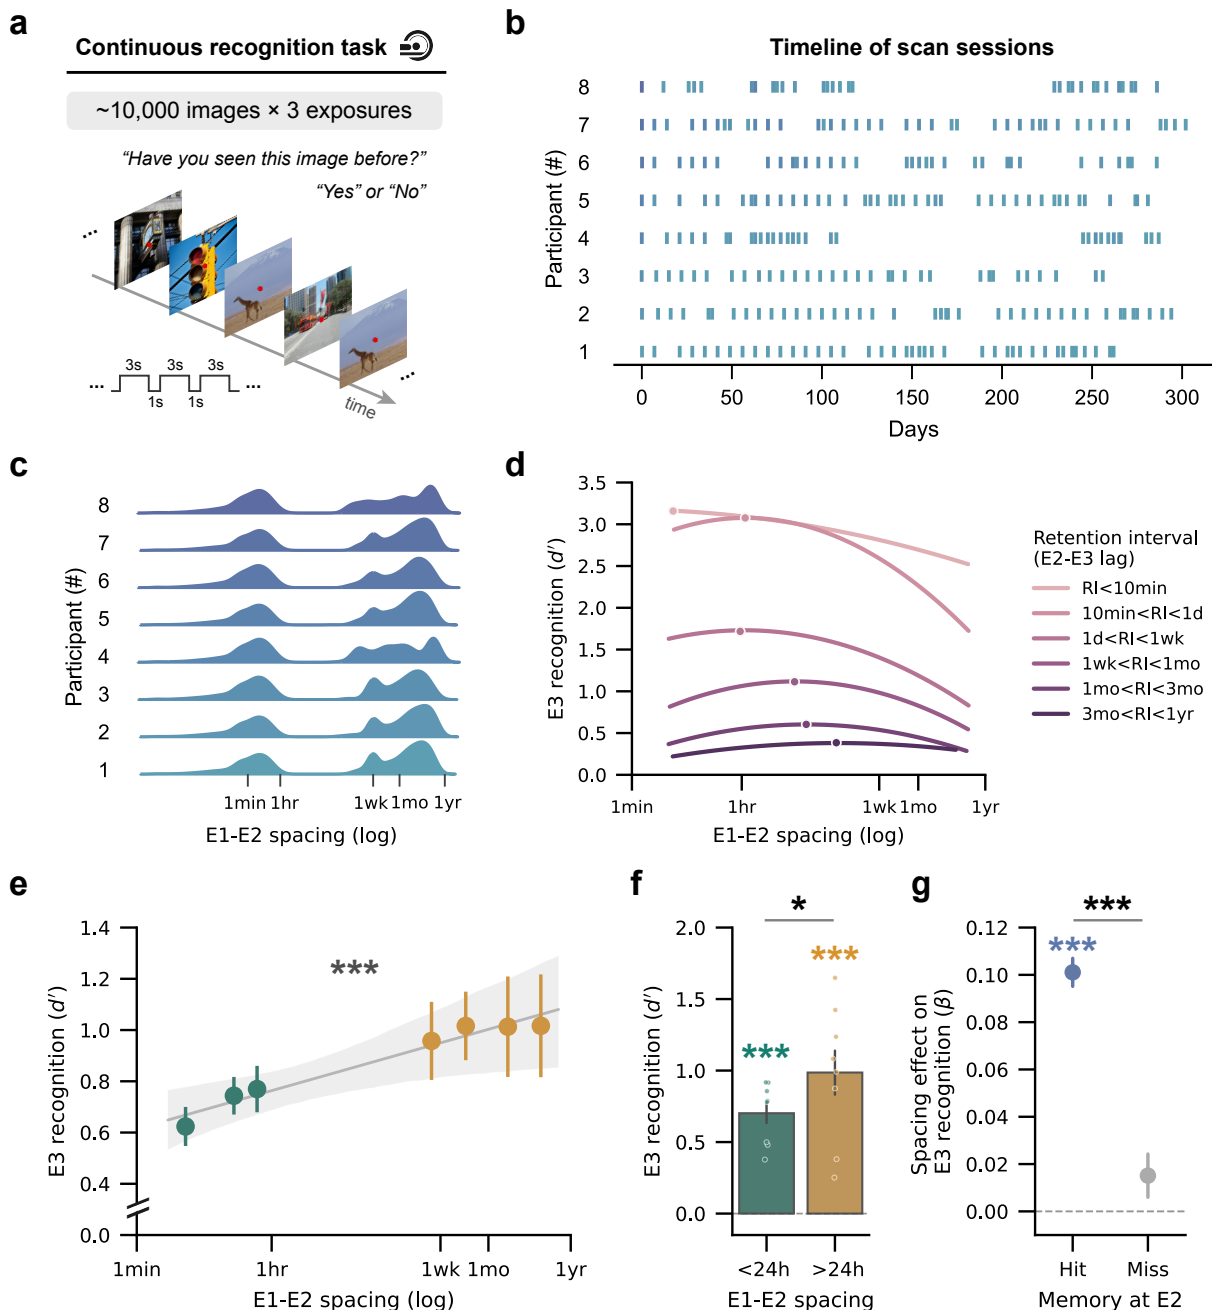 a
Continuous recognition task
~10,000 images × 3 exposures
“Have you seen this image before?”
“Yes” or “No”
...
3s 3s 3s
... ...
1s 1s
time
...
b
Timeline of scan sessions
Participant (#)
8
7
6
5
4
3
2
1
0 50 100 150 200 250 300
Days
c
Participant (#)
8
7
6
5
4
3
2
1
1min 1hr 1wk 1mo 1yr
E1-E2 spacing (log)
d
E3 recognition (d′)
3.5
3.0
2.5
2.0
1.5
1.0
0.5
0.0
1min 1hr 1wk 1mo 1yr
E1-E2 spacing (log)
Retention interval
(E2-E3 lag)
RI<10min
10min<RI<1d
1d<RI<1wk
1wk<RI<1mo
1mo<RI<3mo
3mo<RI<1yr
e
E3 recognition (d′)
1.4
1.2
1.0
0.8
0.6
0.4
0.0
***
1min 1hr 1wk 1mo 1yr
E1-E2 spacing (log)
f
E3 recognition (d′)
2.0
1.5
1.0
0.5
0.0
*
***
***
<24h >24h
E1-E2 spacing
g
Spacing effect on
E3 recognition (β)
0.12
0.10
0.08
0.06
0.04
0.02
0.00
***
***
Hit Miss
Memory at E2